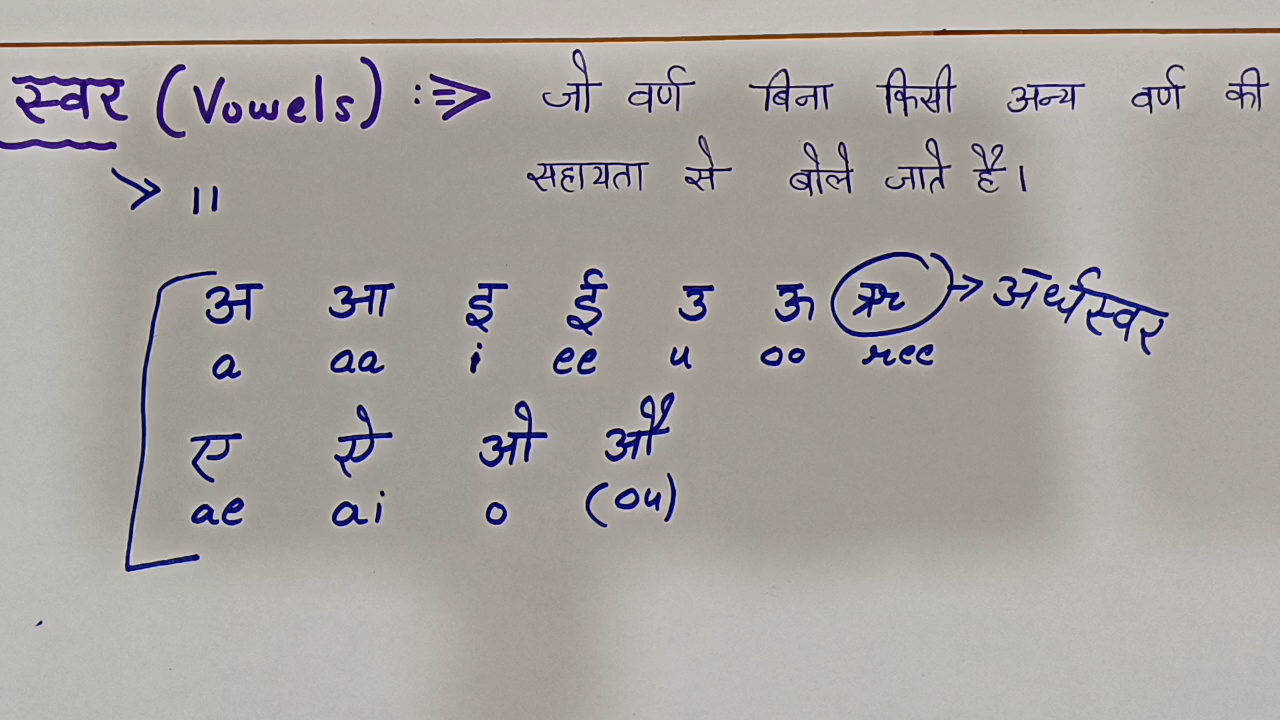 स्वर (Vowels) :⇒ जो वर्ण बिना किसी अन्य वर्ण की
सहायता से बोले जाते है।
> 11
अ आ इ ई उ ऊ ऋ → अर्धस्वर
a aa i ee u oo ree
ए ऐ ओ औ
ae ai o (ou)